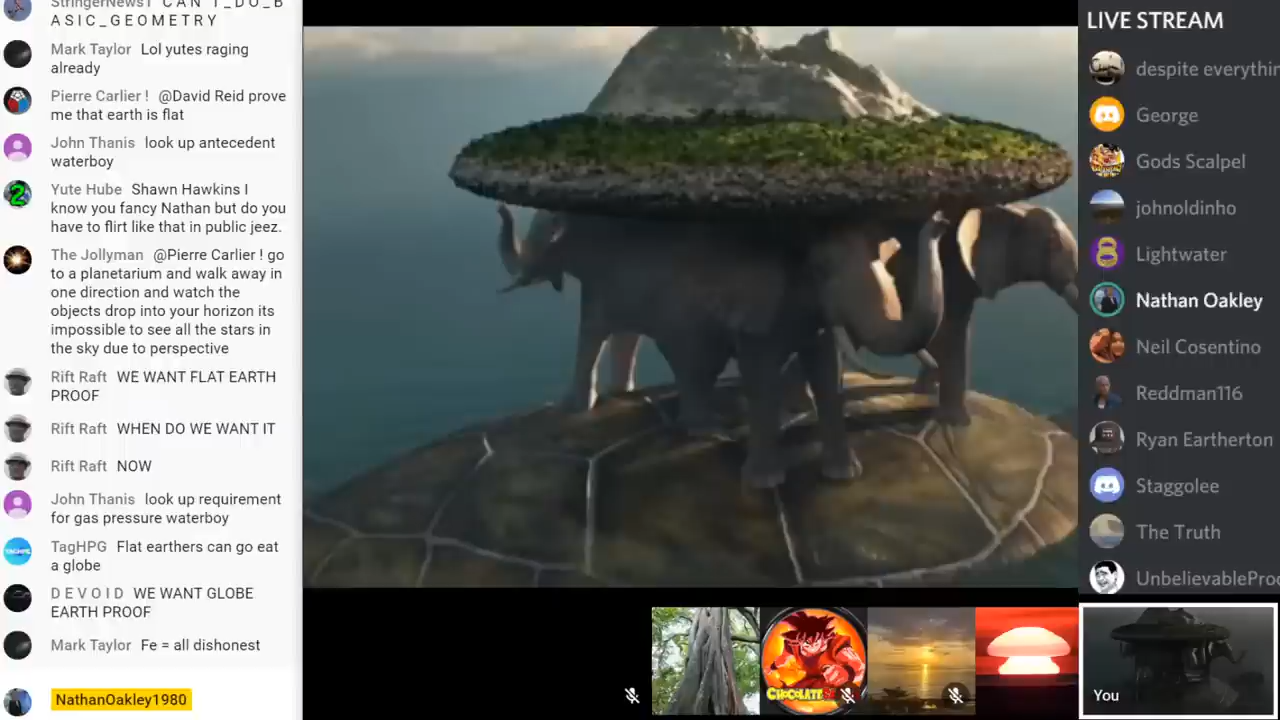 StringerNews1 C A N ' T _ D O _ B
A S I C _ G E O M E T R Y
Mark Taylor Lol yutes raging
already
Pierre Carlier ! @David Reid prove
me that earth is flat
John Thanis look up antecedent
waterboy
Yute Hube Shawn Hawkins I
know you fancy Nathan but do you
have to flirt like that in public jeez.
The Jollyman @Pierre Carlier ! go
to a planetarium and walk away in
one direction and watch the
objects drop into your horizon its
impossible to see all the stars in
the sky due to perspective
Rift Raft WE WANT FLAT EARTH
PROOF
Rift Raft WHEN DO WE WANT IT
Rift Raft NOW
John Thanis look up requirement
for gas pressure waterboy
TagHPG Flat earthers can go eat
a globe
D E V O I D WE WANT GLOBE
EARTH PROOF
Mark Taylor Fe = all dishonest
NathanOakley1980
TAGHPG
CHOCOLATE
LIVE STREAM
despite everythin
George
Gods Scalpel
johnoldinho
Lightwater
Nathan Oakley
Neil Cosentino
Reddman116
Ryan Eartherton
Staggolee
The Truth
UnbelievablePro
You